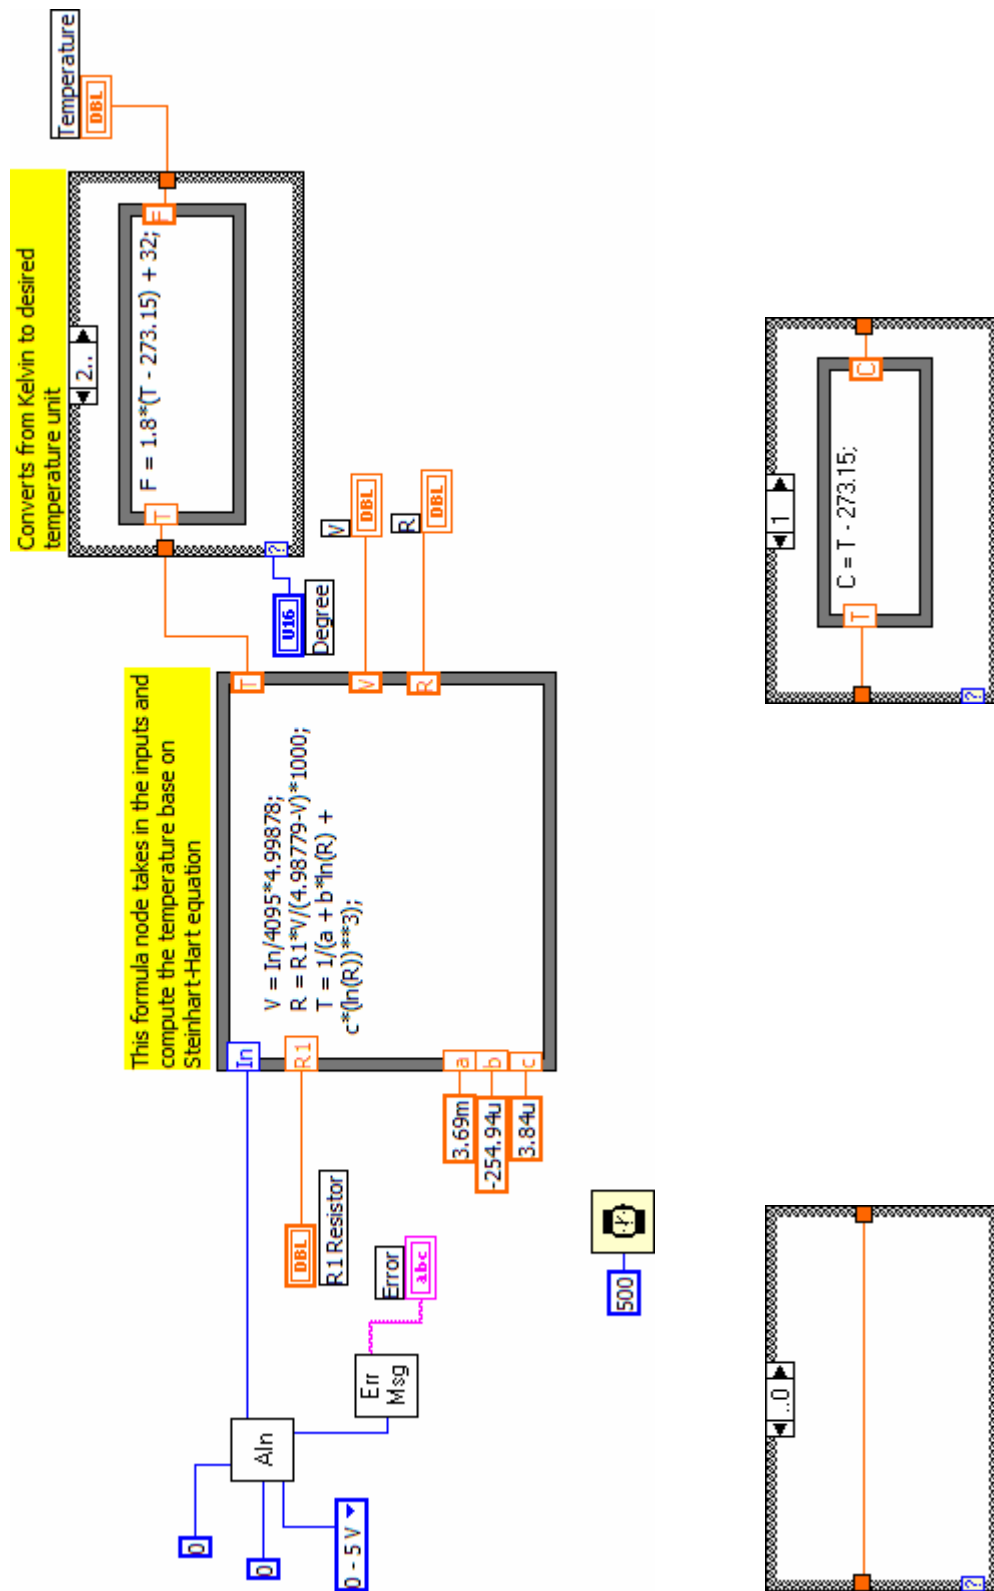 0
0
0 - 5 V
AIn
Err
Msg
Error
abc
DBL
R1 Resistor
500
This formula node takes in the inputs and
compute the temperature base on
Steinhart-Hart equation
In
R1
3.69m
a
-254.94u
b
3.84u
c
V = In/4095*4.99878;
R = R1*V/(4.98779-V)*1000;
T = 1/(a + b*ln(R) +
c*(ln(R))**3);
T
V
R
V
DBL
R
DBL
U16
Degree
Converts from Kelvin to desired
temperature unit
2..
T
F = 1.8*(T - 273.15) + 32;
F
?
Temperature
DBL
..0
?
1
T
C = T - 273.15;
C
?